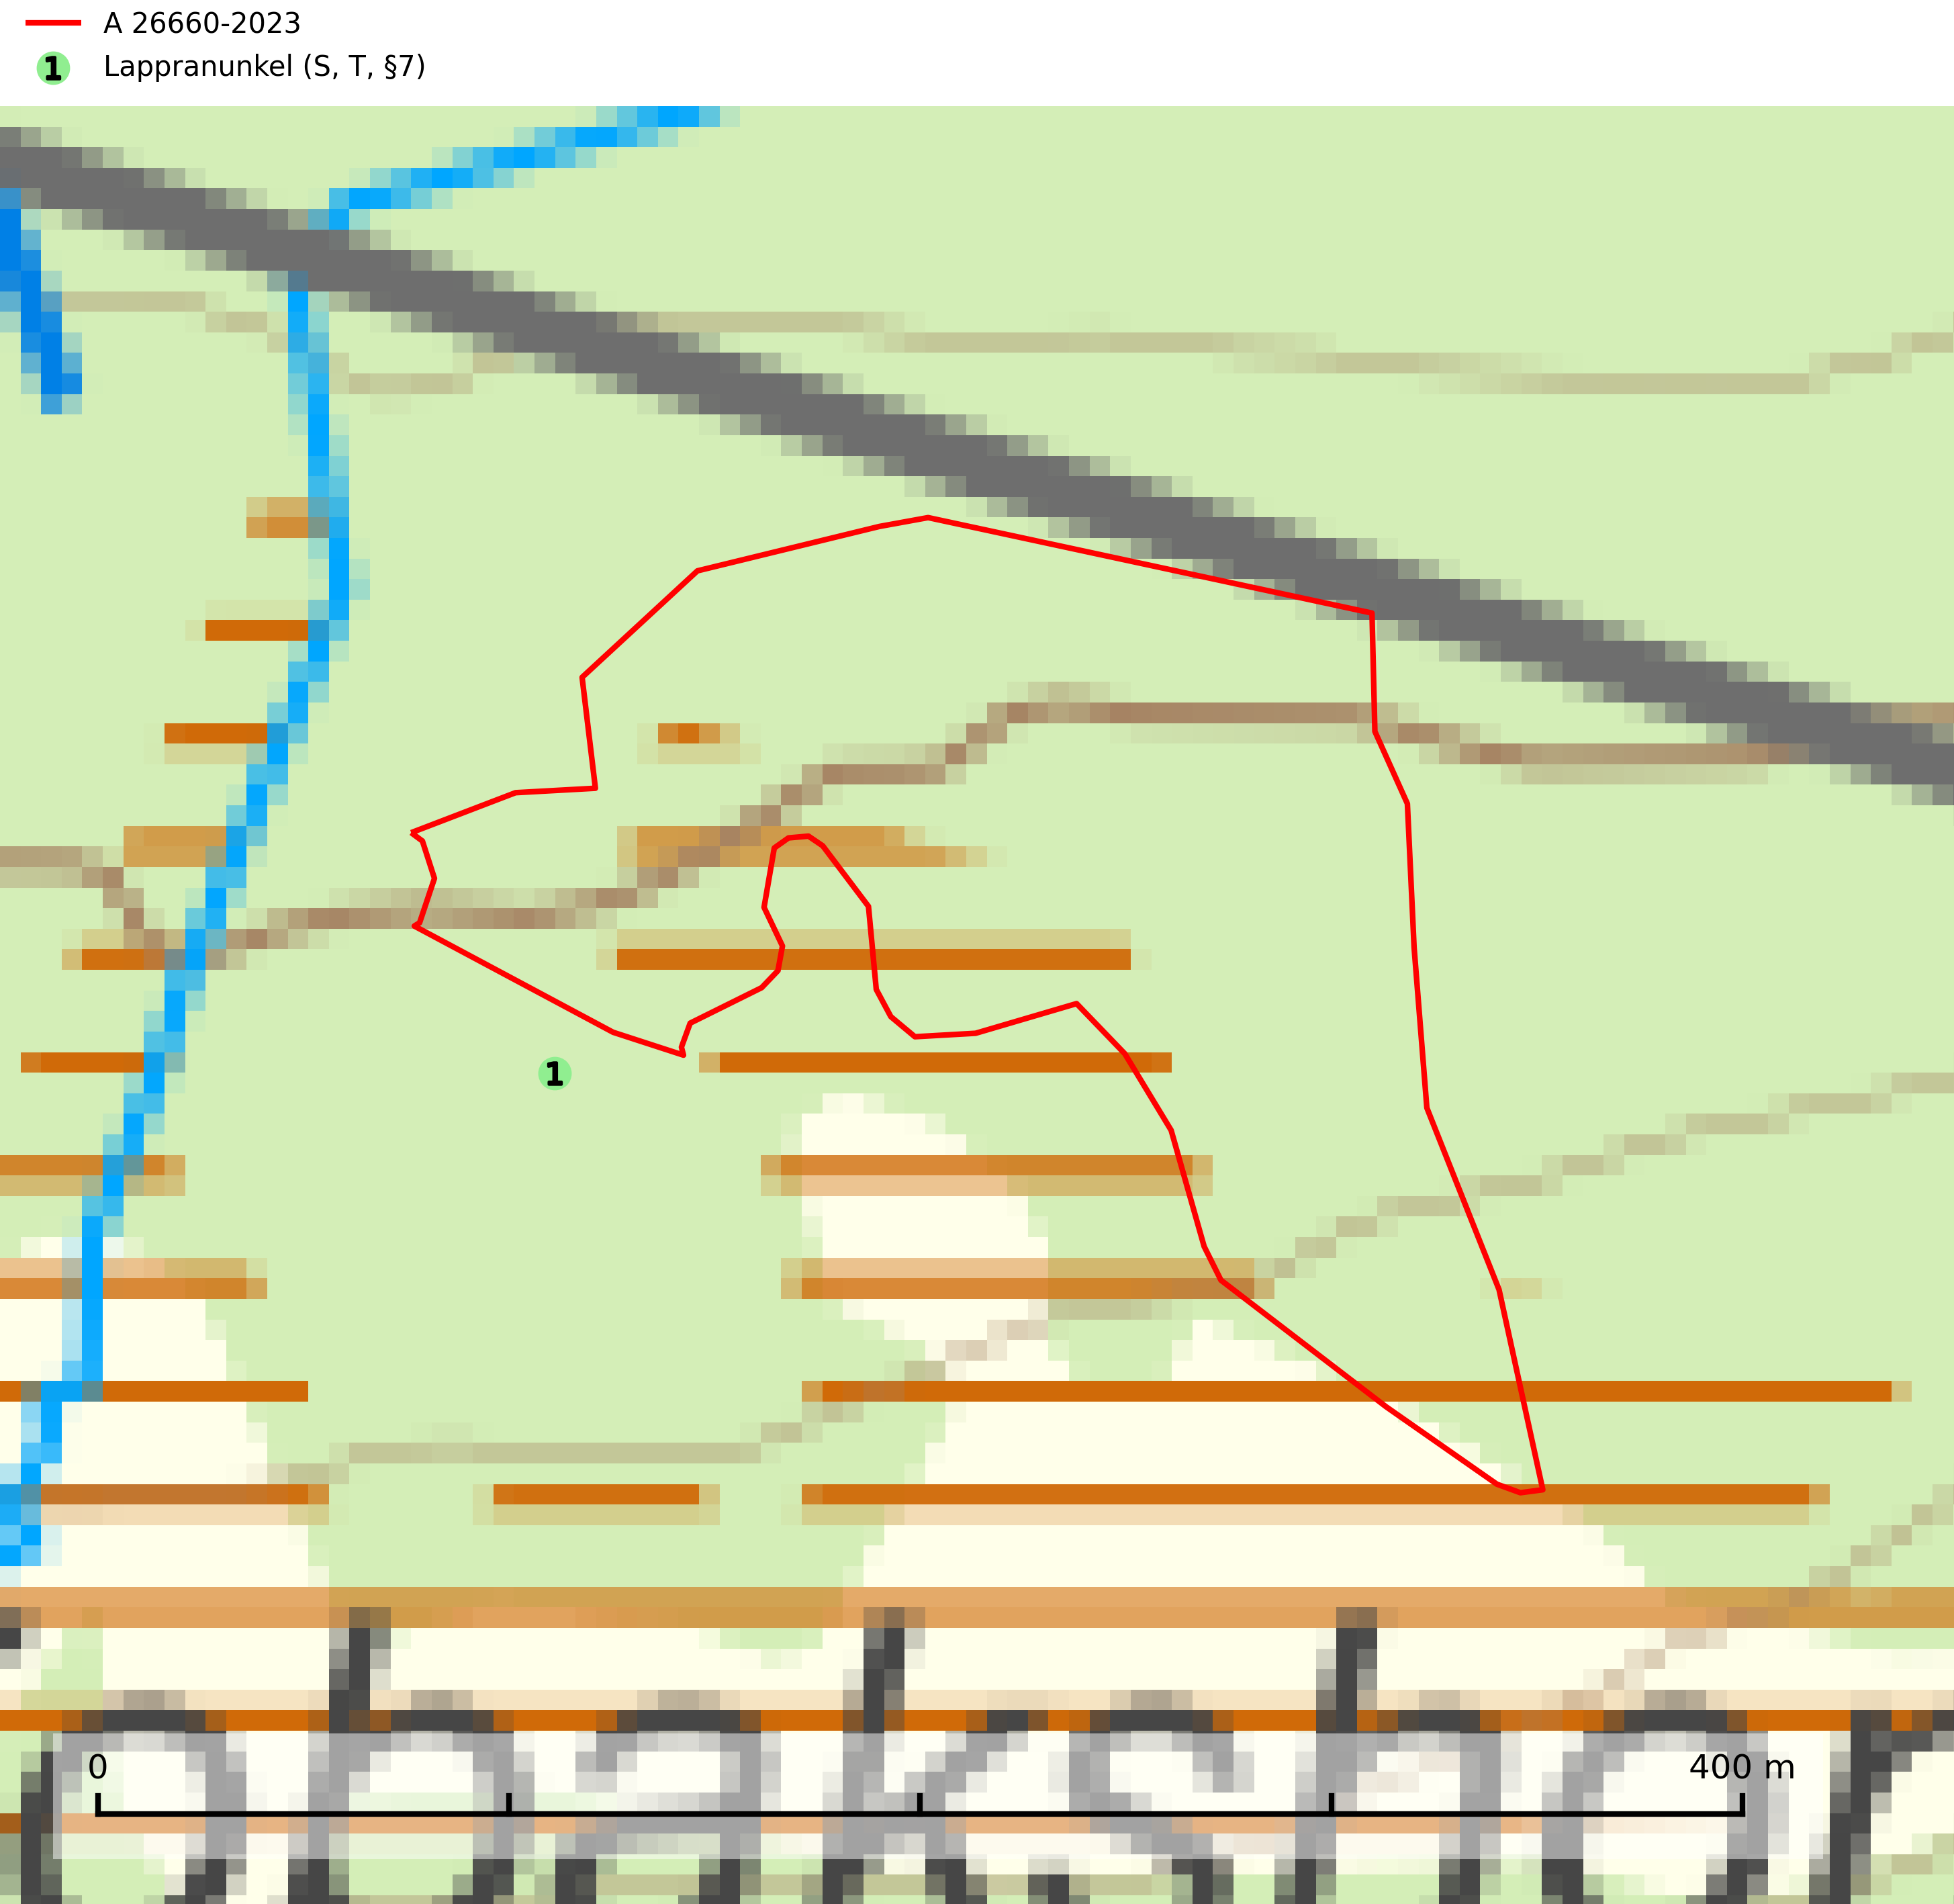 A 26660-2023
1 Lappranunkel (S, T, §7)
1
0 400 m